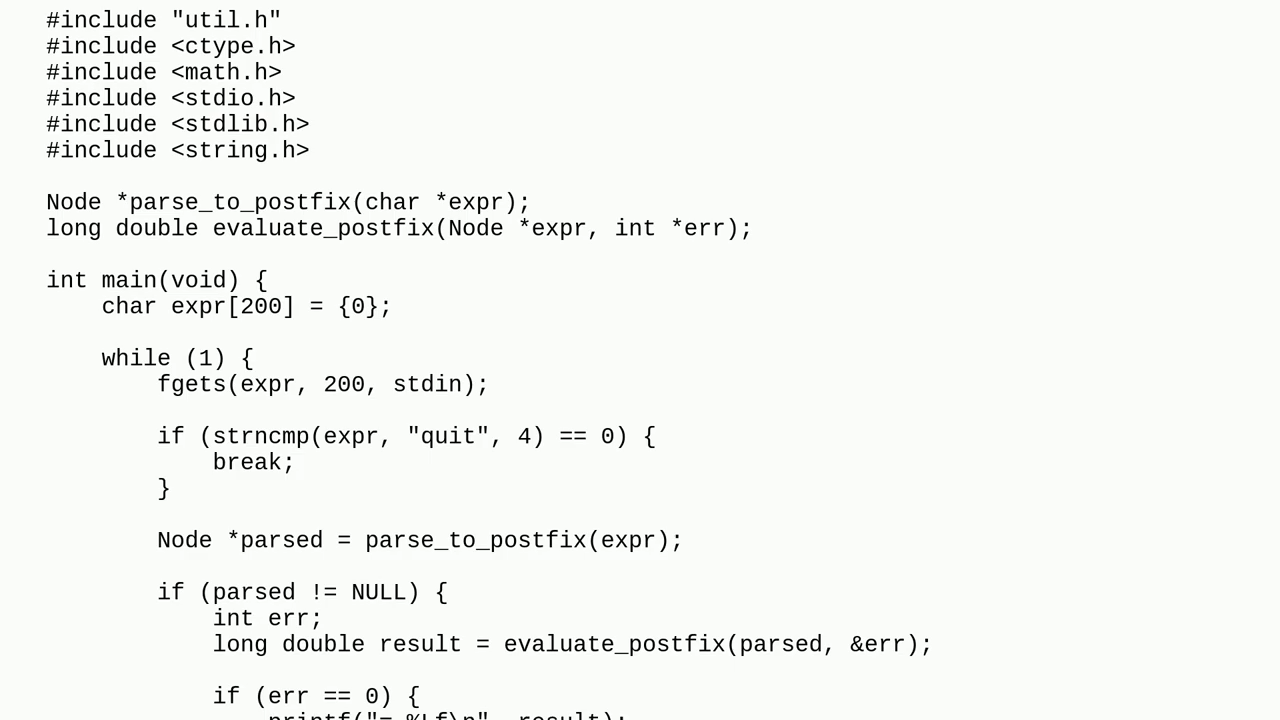 #include "util.h"
#include <ctype.h>
#include <math.h>
#include <stdio.h>
#include <stdlib.h>
#include <string.h>

Node *parse_to_postfix(char *expr);
long double evaluate_postfix(Node *expr, int *err);

int main(void) {
    char expr[200] = {0};

    while (1) {
        fgets(expr, 200, stdin);

        if (strncmp(expr, "quit", 4) == 0) {
            break;
        }

        Node *parsed = parse_to_postfix(expr);

        if (parsed != NULL) {
            int err;
            long double result = evaluate_postfix(parsed, &err);

            if (err == 0) {
                printf("= %Lf\n", result);